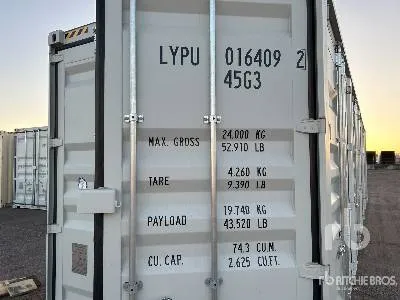 LYPU 016409 2
45G3
MAX. GROSS 24.000 KG
52.910 LB
TARE 4.260 KG
9.390 LB
PAYLOAD 19.740 KG
43.520 LB
CU. CAP. 74.3 CU.M.
2.625 CU.FT.
rb RITCHIE BROS.